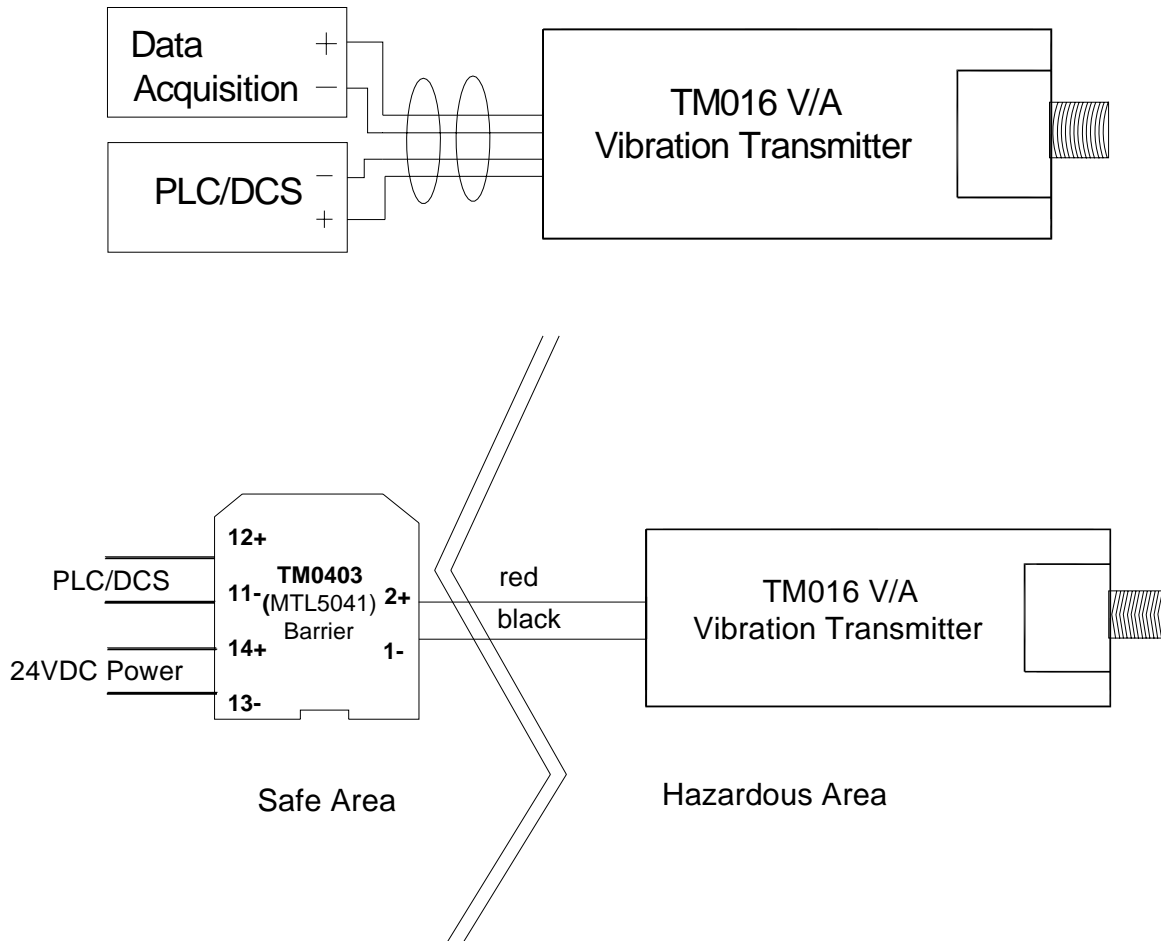 Data
Acquisition
+
−
PLC/DCS
−
+
TM016 V/A
Vibration Transmitter
12+
PLC/DCS
11-
TM0403
(MTL5041)
Barrier
2+
1-
14+
24VDC Power
13-
red
black
TM016 V/A
Vibration Transmitter
Safe Area
Hazardous Area